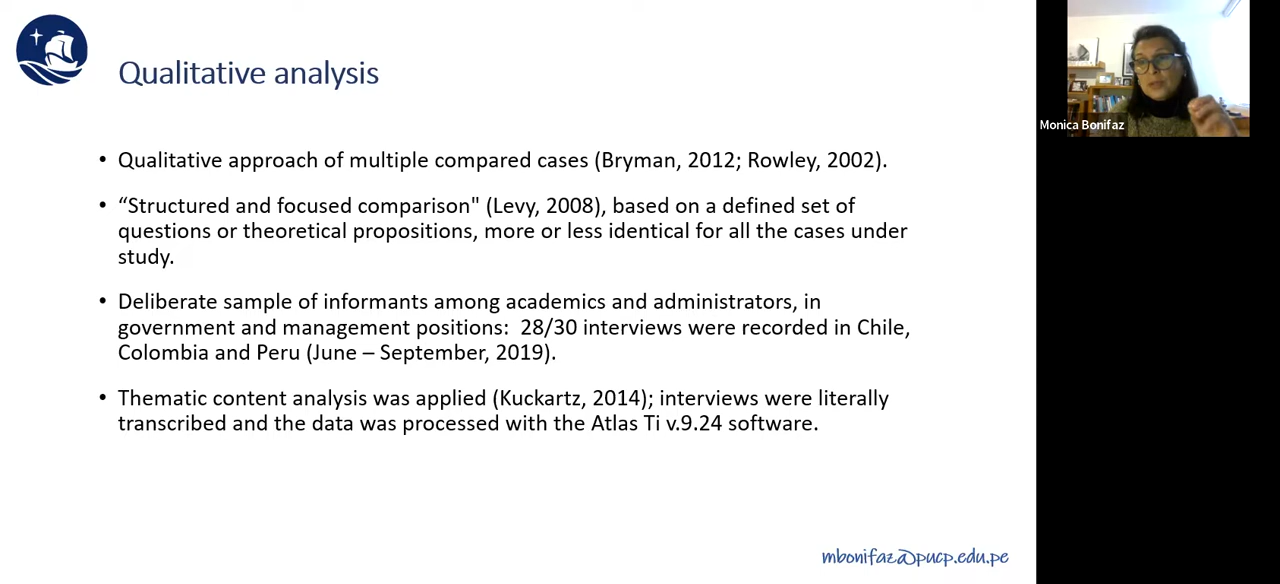 Qualitative analysis
• Qualitative approach of multiple compared cases (Bryman, 2012; Rowley, 2002).
• “Structured and focused comparison" (Levy, 2008), based on a defined set of
questions or theoretical propositions, more or less identical for all the cases under
study.
• Deliberate sample of informants among academics and administrators, in
government and management positions:  28/30 interviews were recorded in Chile,
Colombia and Peru (June – September, 2019).
• Thematic content analysis was applied (Kuckartz, 2014); interviews were literally
transcribed and the data was processed with the Atlas Ti v.9.24 software.
mbonifaz@pucp.edu.pe
Monica Bonifaz